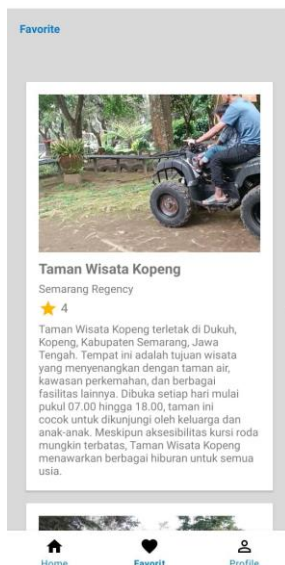 Favorite
Taman Wisata Kopeng
Semarang Regency
4
Taman Wisata Kopeng terletak di Dukuh,
Kopeng, Kabupaten Semarang, Jawa
Tengah. Tempat ini adalah tujuan wisata
yang menyenangkan dengan taman air,
kawasan perkemahan, dan berbagai
fasilitas lainnya. Dibuka setiap hari mulai
pukul 07.00 hingga 18.00, taman ini
cocok untuk dikunjungi oleh keluarga dan
anak-anak. Meskipun aksesibilitas kursi roda
mungkin terbatas, Taman Wisata Kopeng
menawarkan berbagai hiburan untuk semua
usia.
Home Favorit Profile